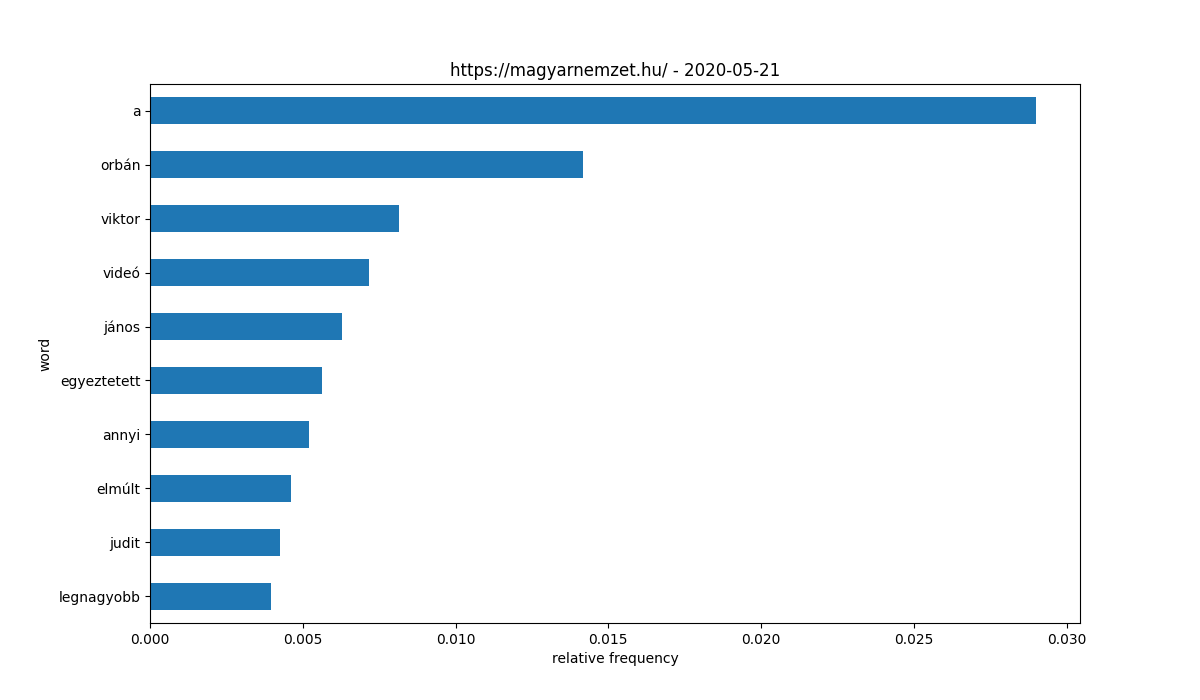 https://magyarnemzet.hu/ - 2020-05-21
a
orbán
viktor
videó
jános
egyeztetett
annyi
elmúlt
judit
legnagyobb
word
0.000 0.005 0.010 0.015 0.020 0.025 0.030
relative frequency